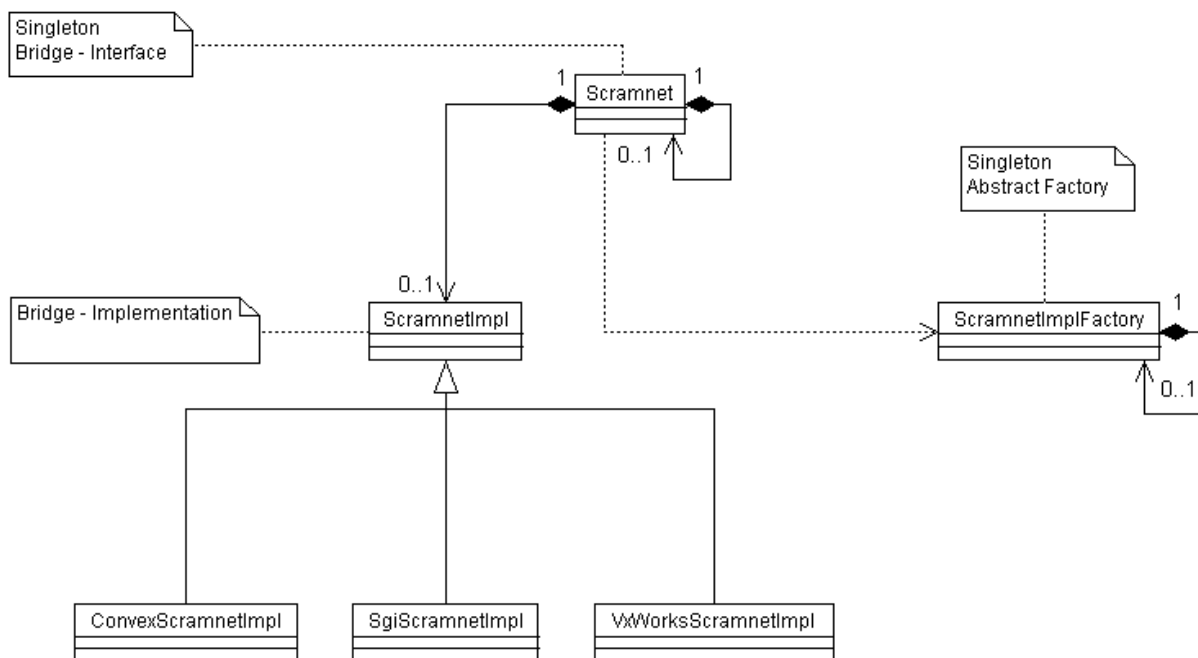 Singleton
Bridge - Interface
1
Scramnet
1
0..1
Singleton
Abstract Factory
0..1
Bridge - Implementation
ScramnetImpl
ScramnetImplFactory
1
0..1
ConvexScramnetImpl
SgiScramnetImpl
VxWorksScramnetImpl